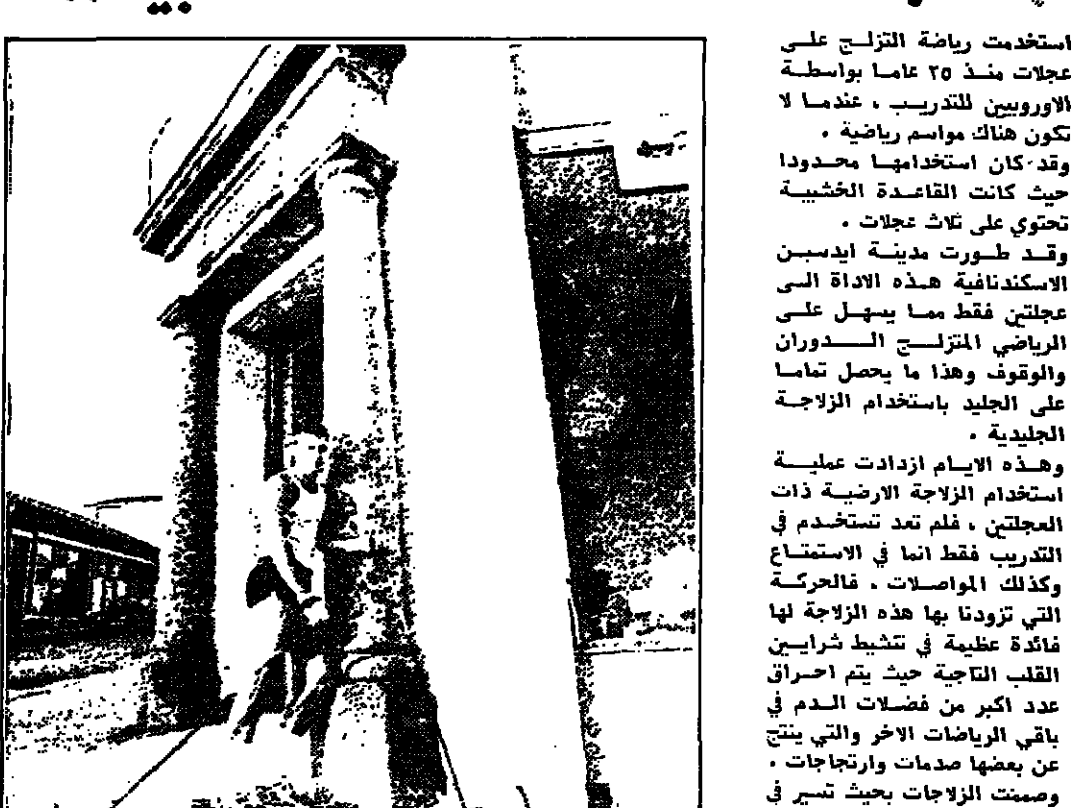 استخدمت رياضة التزلج على
عجلات منذ ٢٥ عاما بواسطة
الاوروبيين للتدريب ، عندما لا
تكون هناك مواسم رياضية .
وقد كان استخدامها محدودا
حيث كانت القاعدة الخشبية
تحتوي على ثلاث عجلات .
وقد طورت مدينة ايدسبن
الاسكندنافية هذه الاداة الى
عجلتين فقط مما يسهل على
الرياضي المتزلج الدوران
والوقوف وهذا ما يحصل تماما
على الجليد باستخدام الزلاجة
الجليدية .
وهذه الايام ازدادت عملية
استخدام الزلاجة الارضية ذات
العجلتين ، فلم تعد تستخدم في
التدريب فقط انما في الاستمتاع
وكذلك المواصلات . فالحركة
التي تزودنا بها هذه الزلاجة لها
فائدة عظيمة في تنشيط شرايين
القلب التاجية حيث يتم احراق
عدد اكبر من فضلات الدم في
باقي الرياضات الاخر والتي ينتج
عن بعضها صدمات وارتجاجات .
وصممت الزلاجات بحيث تسير في